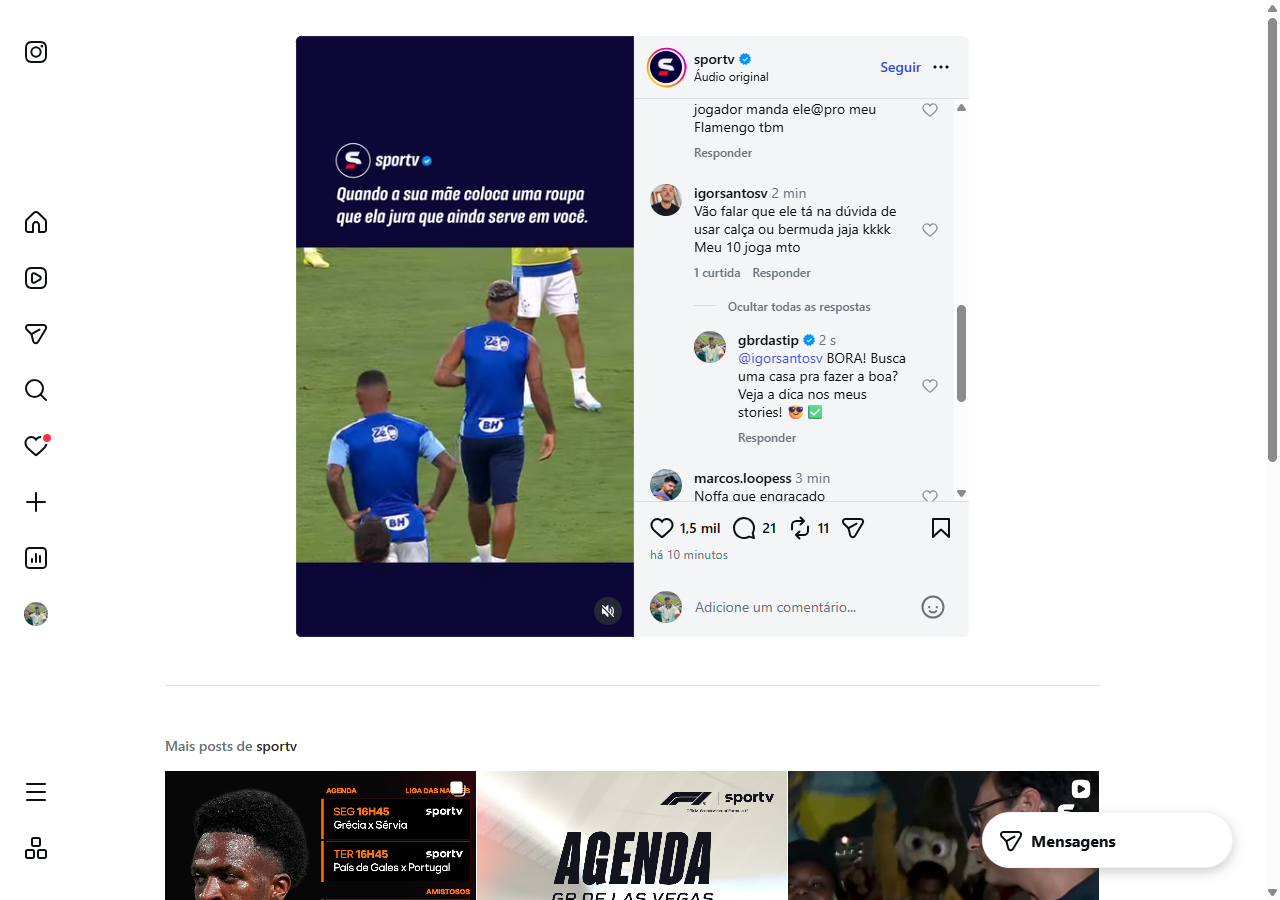 sportv
Quando a sua mãe coloca uma roupa
que ela jura que ainda serve em você.
Zé
BH
Zé
BH
sportv
Áudio original
Seguir
jogador manda ele@pro meu
Flamengo tbm
Responder
igorsantosv 2 min
Vão falar que ele tá na dúvida de
usar calça ou bermuda jaja kkkk
Meu 10 joga mto
1 curtida Responder
Ocultar todas as respostas
gbrdastip 2 s
@igorsantosv BORA! Busca
uma casa pra fazer a boa?
Veja a dica nos meus
stories! 😎 ✅
Responder
marcos.loopess 3 min
Noffa que engraçado
1,5 mil 21 11
há 10 minutos
Adicione um comentário...
Mais posts de sportv
AGENDA LIGA DAS NAÇÕES
SEG 16H45 sportv
Grécia x Sérvia
TER 16H45 sportv
País de Gales x Portugal
AMISTOSOS
F1 sportv
AGENDA
GP DE LAS VEGAS
Mensagens